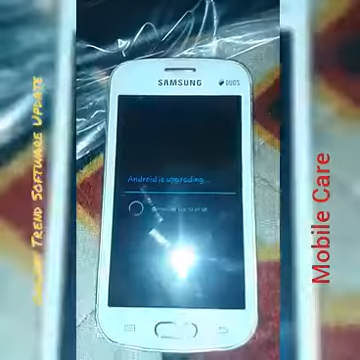 SAMSUNG DUOS
Android is upgrading...
Trend Software Update
Mobile Care